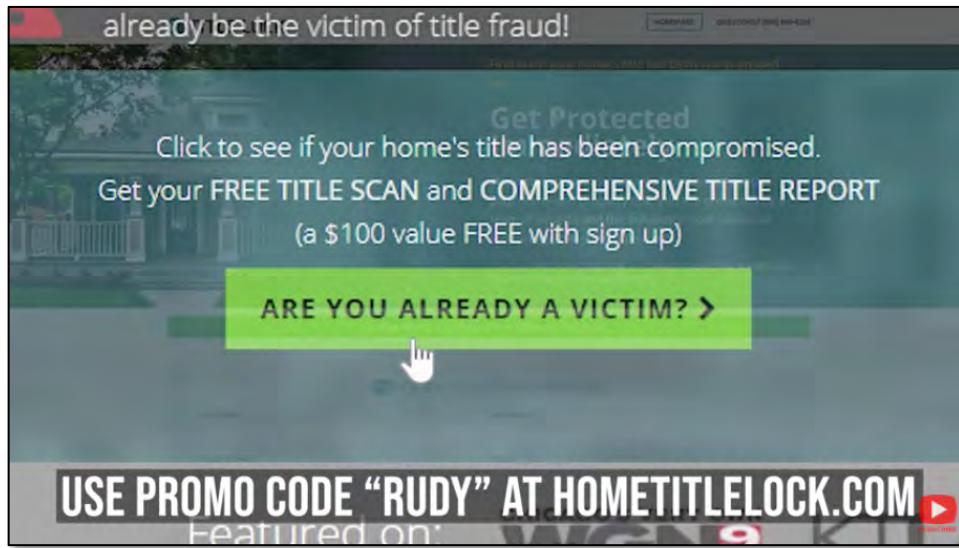 already be the victim of title fraud!
Get Protected
Click to see if your home's title has been compromised.
Get your FREE TITLE SCAN and COMPREHENSIVE TITLE REPORT
(a $100 value FREE with sign up)
ARE YOU ALREADY A VICTIM?
USE PROMO CODE “RUDY” AT HOMETITLELOCK.COM
Featured on:
WGN 9